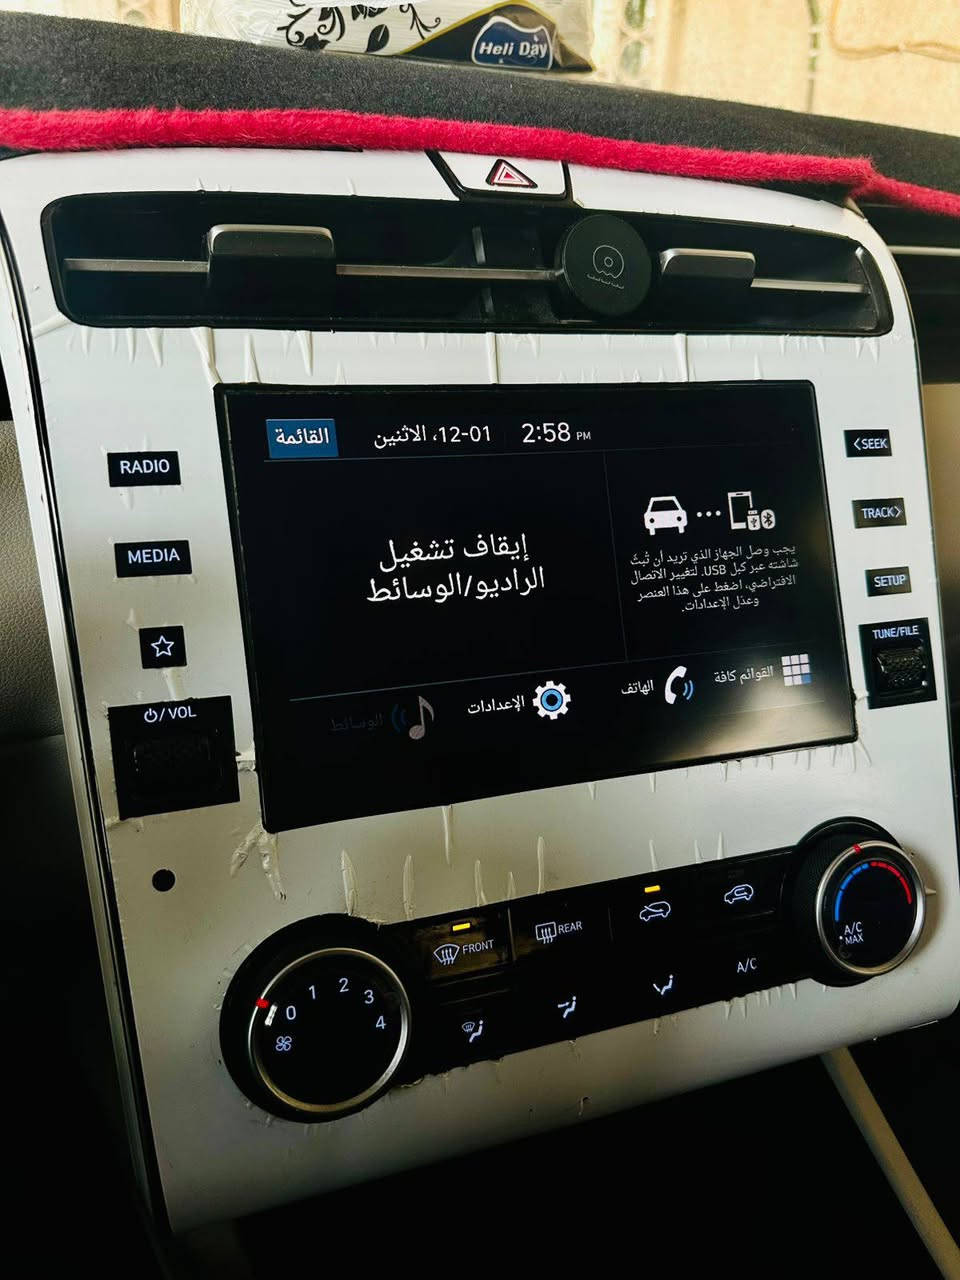 Heli Day
القائمة
12-01، الاثنين
2:58 PM
RADIO
MEDIA
/VOL
إيقاف تشغيل
الراديو/الوسائط
يجب وصل الجهاز الذي تريد أن تُبثّ
شاشته عبر كبل USB. لتغيير الاتصال
الافتراضي، اضغط على هذا العنصر
وعدّل الإعدادات.
القوائم كافة
الهاتف
الإعدادات
الوسائط
<SEEK
TRACK>
SETUP
TUNE/FILE
FRONT
REAR
A/C
0 1 2 3 4
A/C
MAX